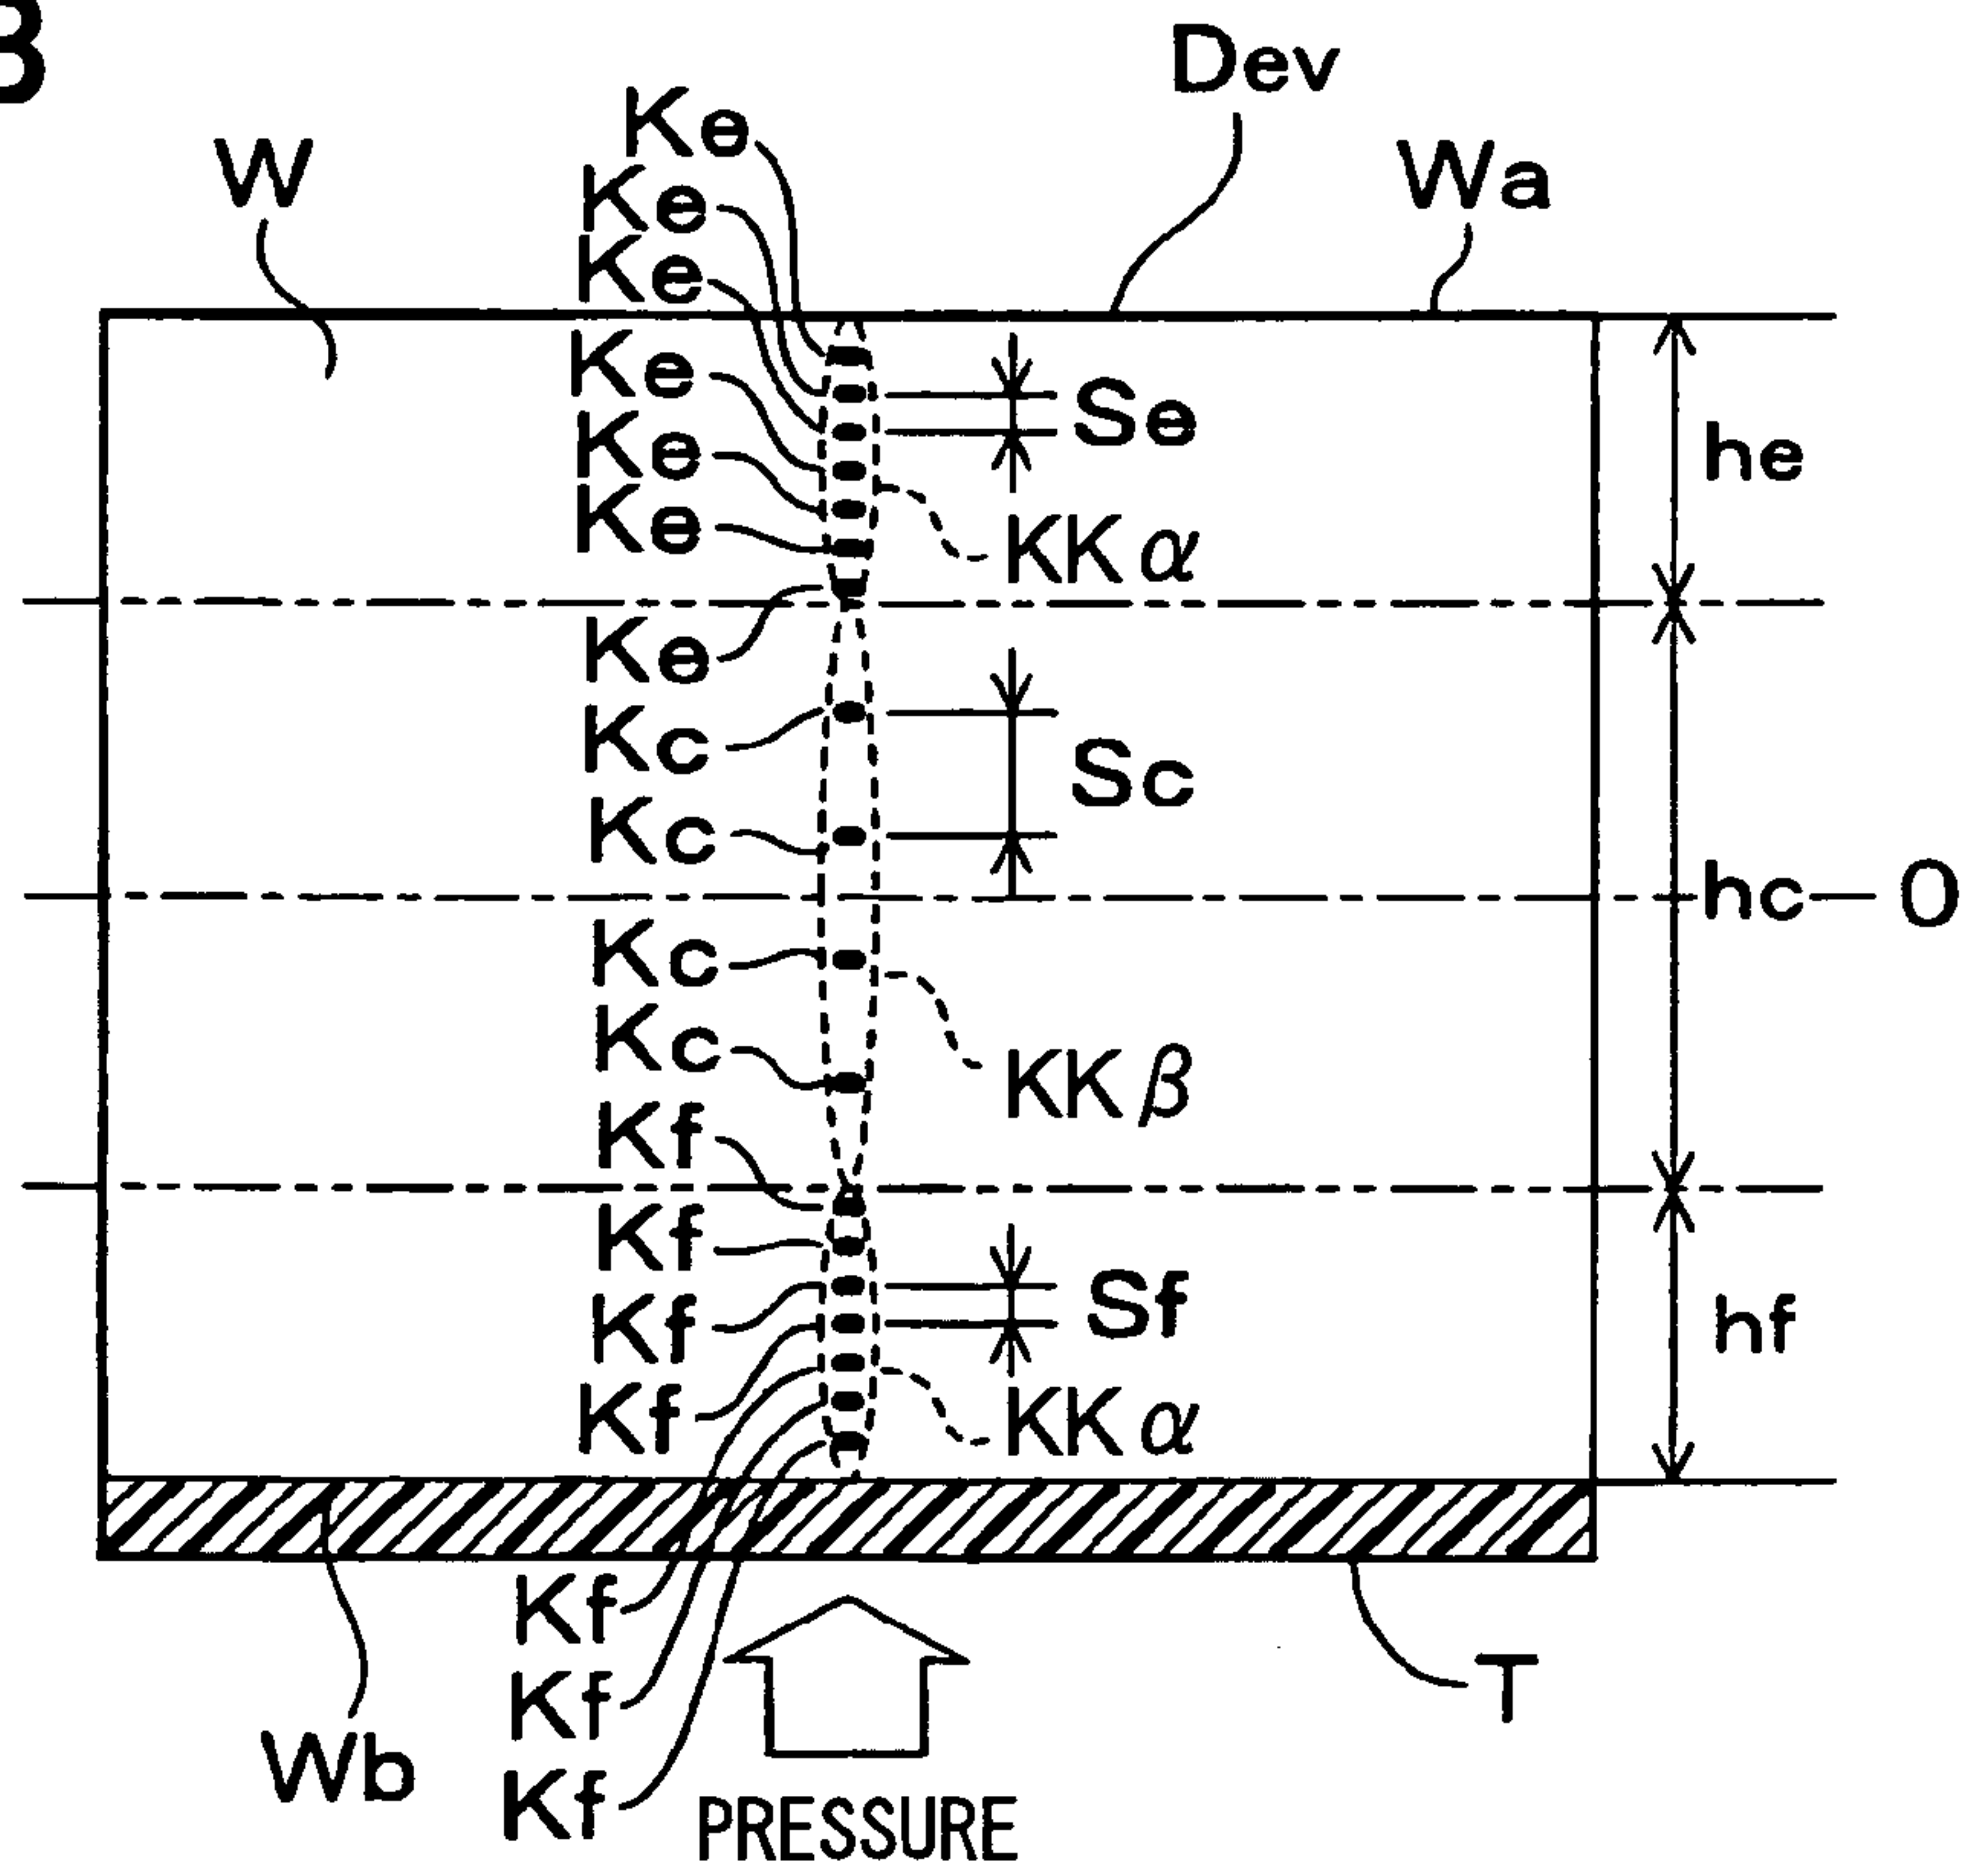 B
Dev
Ke
W
Wa
Ke
Ke
Ke
Se
he
Ke
Ke
KKα
Ke
Kc
Sc
Kc
hc
O
Kc
Kc
KKβ
Kf
Kf
Sf
hf
Kf
Kf
KKα
Kf
Kf
T
Wb
Kf
PRESSURE